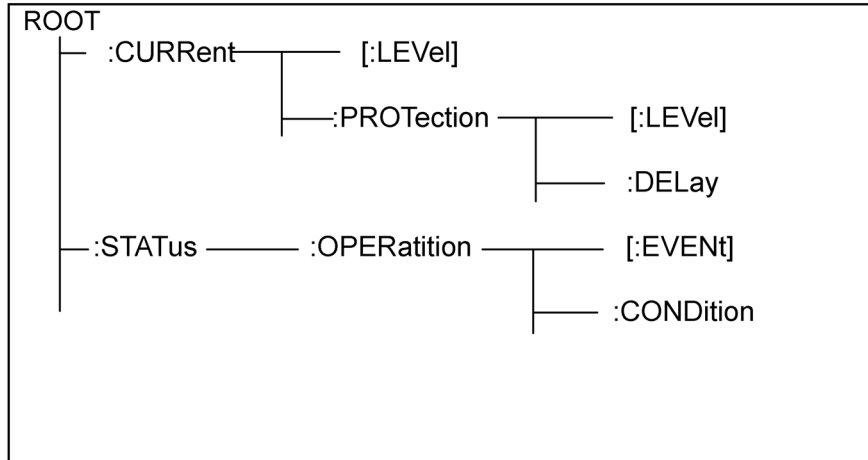 ROOT
:CURRent [:LEVel]
:PROTection [:LEVel]
:DELay
:STATus :OPERatition [:EVENt]
:CONDition